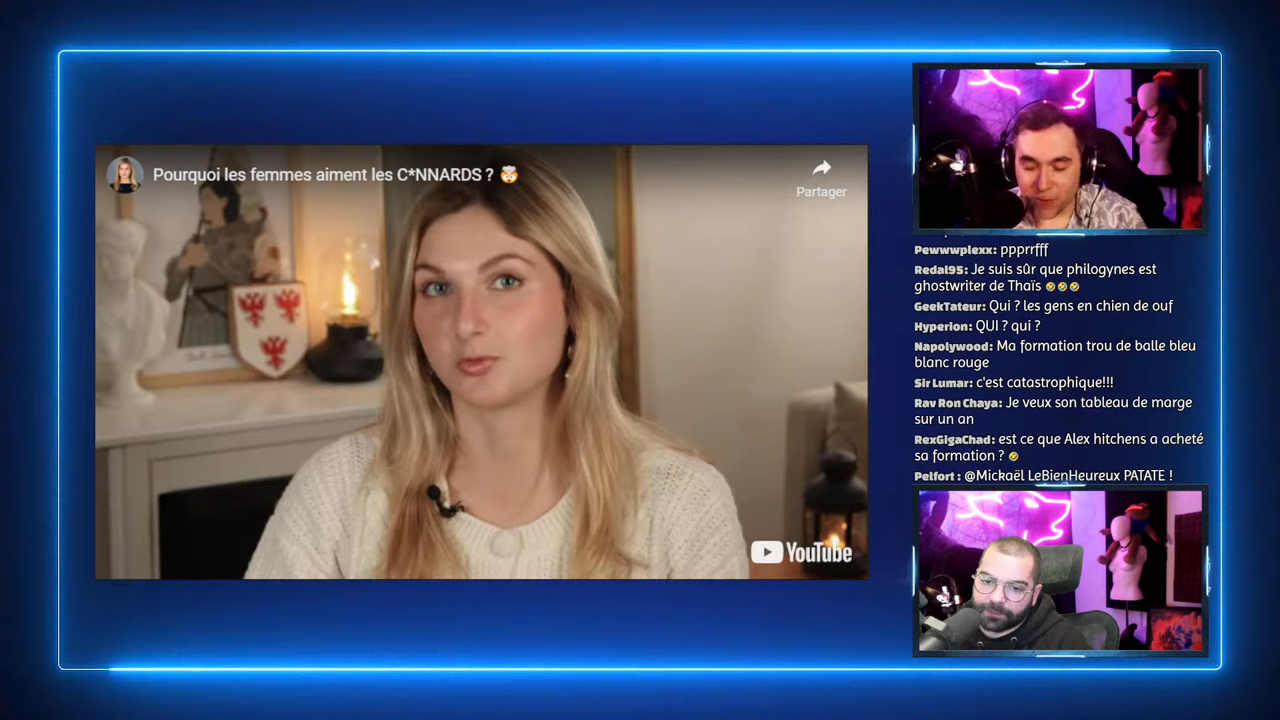 Pourquoi les femmes aiment les C*NNARDS ? 🤯
Partager
YouTube
Pewwwplexx: ppprrfff
Redal95: Je suis sûr que philogynes est
ghostwriter de Thaïs 🤣🤣🤣
GeekTateur: Qui ? les gens en chien de ouf
Hyperion: QUI ? qui ?
Napolywood: Ma formation trou de balle bleu
blanc rouge
Sir Lumar: c'est catastrophique!!!
Rav Ron Chaya: Je veux son tableau de marge
sur un an
RexGigaChad: est ce que Alex hitchens a acheté
sa formation ? 🤣
Pelfort : @Mickaël LeBienHeureux PATATE !